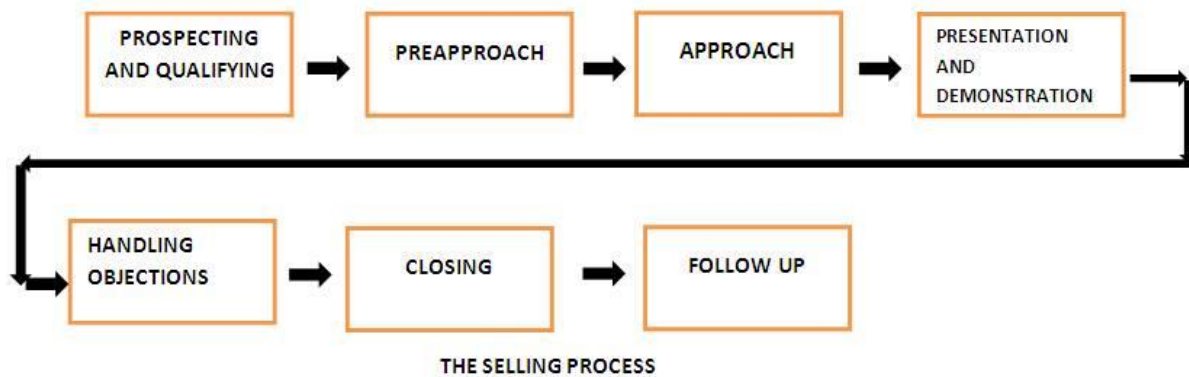 PROSPECTING
AND QUALIFYING
PREAPPROACH
APPROACH
PRESENTATION
AND
DEMONSTRATION
HANDLING
OBJECTIONS
CLOSING
FOLLOW UP
THE SELLING PROCESS